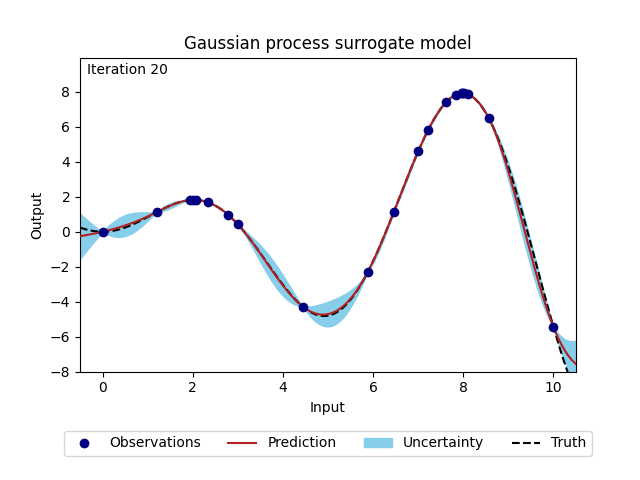 Gaussian process surrogate model
Iteration 20
Output
8
6
4
2
0
−2
−4
−6
−8
0 2 4 6 8 10
Input
Observations Prediction Uncertainty Truth